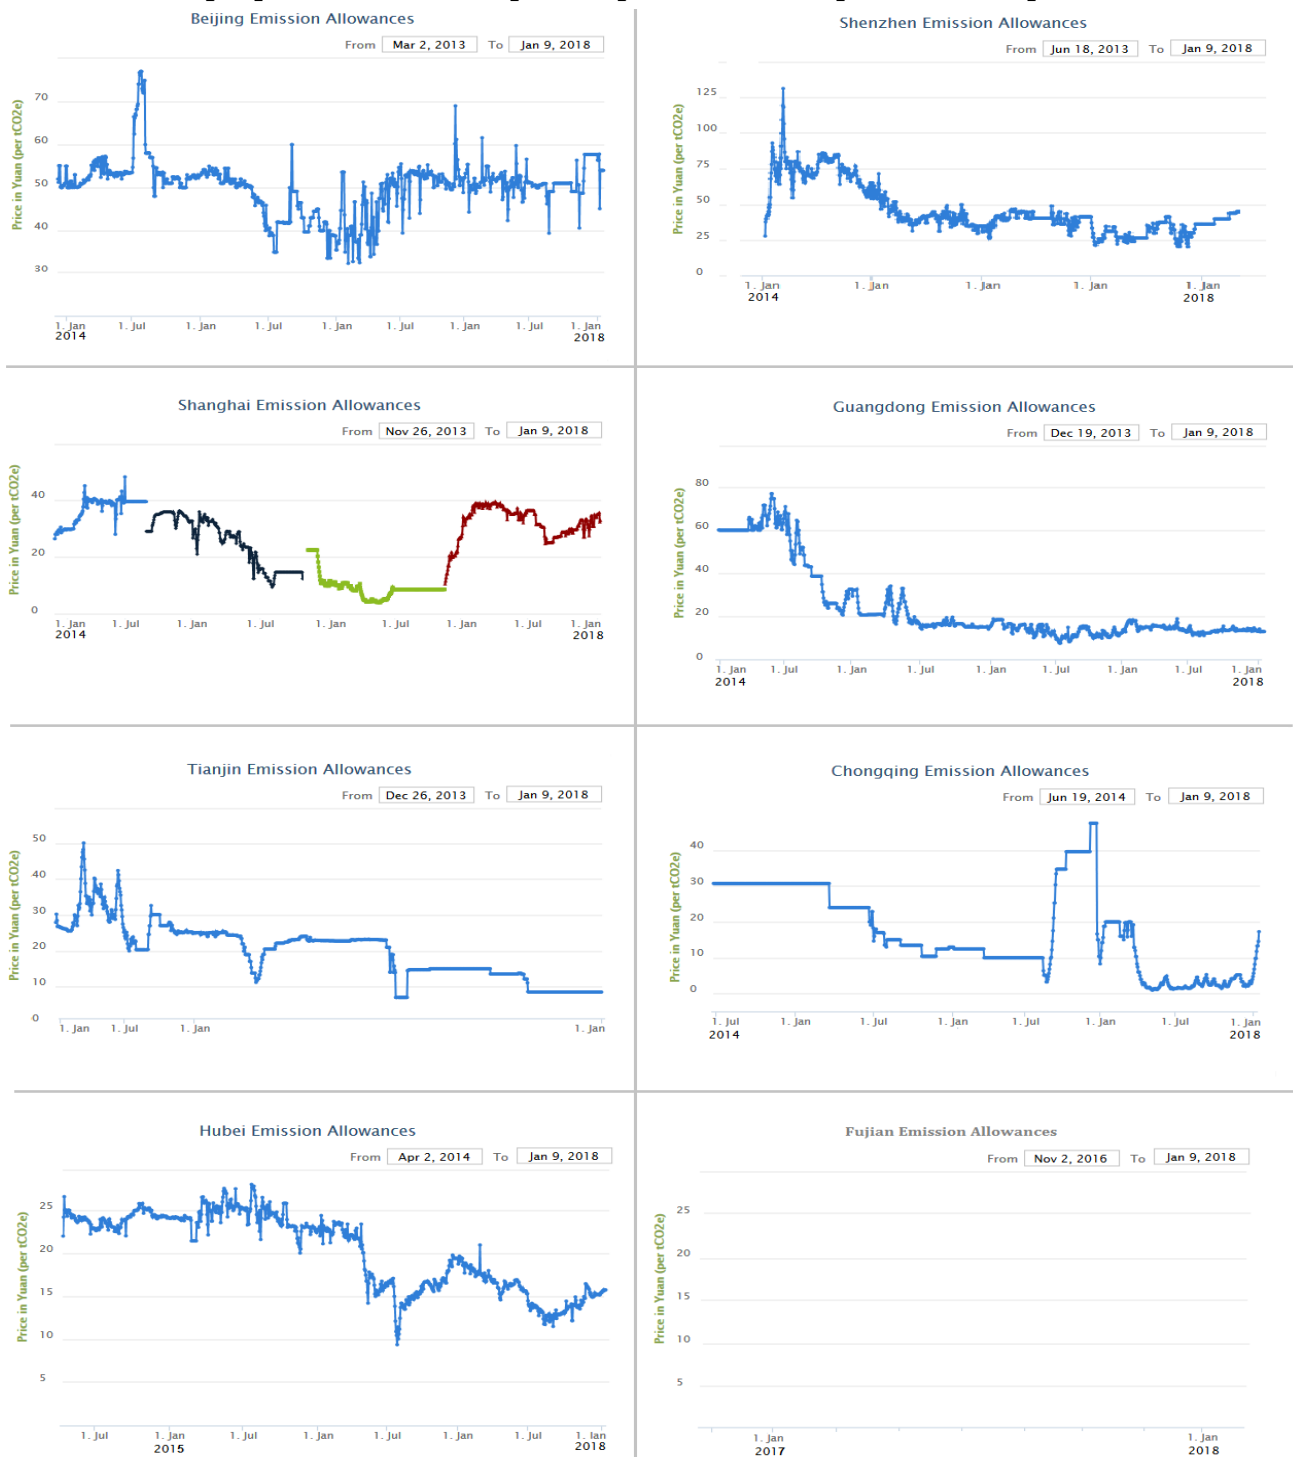 Beijing Emission Allowances
From Mar 2, 2013 To Jan 9, 2018
Price in Yuan (per tCO2e)
70
60
50
40
30
1. Jan 1. Jul 1. Jan 1. Jul 1. Jan 1. Jul 1. Jan 1. Jul 1. Jan
2014 2018
Shenzhen Emission Allowances
From Jun 18, 2013 To Jan 9, 2018
Price in Yuan (per tCO2e)
125
100
75
50
25
0
1. Jan 1. Jan 1. Jan 1. Jan 1. Jan
2014 2018
Shanghai Emission Allowances
From Nov 26, 2013 To Jan 9, 2018
Price in Yuan (per tCO2e)
40
20
0
1. Jan 1. Jul 1. Jan 1. Jul 1. Jan 1. Jul 1. Jan 1. Jul 1. Jan
2014 2018
Guangdong Emission Allowances
From Dec 19, 2013 To Jan 9, 2018
Price in Yuan (per tCO2e)
80
60
40
20
0
1. Jan 1. Jul 1. Jan 1. Jul 1. Jan 1. Jul 1. Jan 1. Jul 1. Jan
2014 2018
Tianjin Emission Allowances
From Dec 26, 2013 To Jan 9, 2018
Price in Yuan (per tCO2e)
50
40
30
20
10
0
1. Jan 1. Jul 1. Jan 1. Jan
Chongqing Emission Allowances
From Jun 19, 2014 To Jan 9, 2018
Price in Yuan (per tCO2e)
40
30
20
10
0
1. Jul 1. Jan 1. Jul 1. Jan 1. Jul 1. Jan 1. Jul 1. Jan
2014 2018
Hubei Emission Allowances
From Apr 2, 2014 To Jan 9, 2018
Price in Yuan (per tCO2e)
25
20
15
10
5
1. Jul 1. Jan 1. Jul 1. Jan 1. Jul 1. Jan 1. Jul 1. Jan
2015 2018
Fujian Emission Allowances
From Nov 2, 2016 To Jan 9, 2018
Price in Yuan (per tCO2e)
25
20
15
10
5
1. Jan 1. Jan
2017 2018